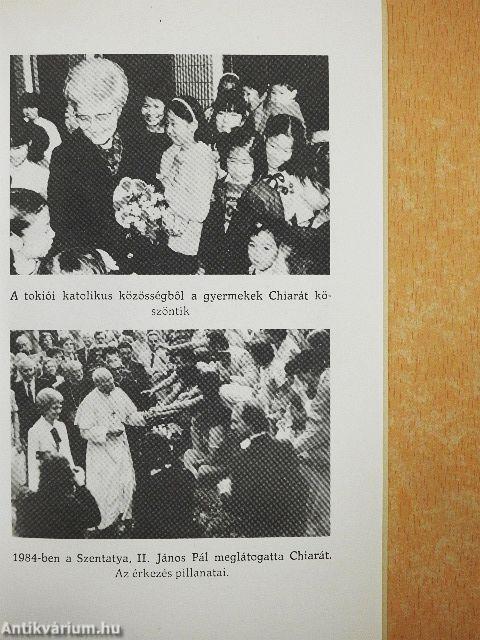 A tokiói katolikus közösségből a gyermekek Chiarát kö-
szöntik
1984-ben a Szentatya, II. János Pál meglátogatta Chiarát.
Az érkezés pillanatai.
Antikvárium.hu